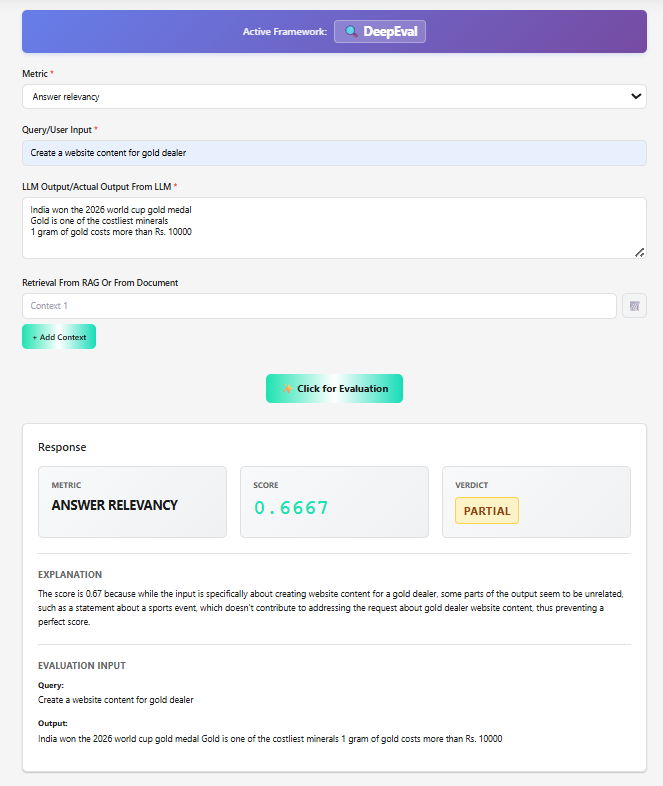 Active Framework: DeepEval
Metric *
Answer relevancy
Query/User Input *
Create a website content for gold dealer
LLM Output/Actual Output From LLM *
India won the 2026 world cup gold medal
Gold is one of the costliest minerals
1 gram of gold costs more than Rs. 10000
Retrieval From RAG Or From Document
Context 1
+ Add Context
Click for Evaluation
Response
METRIC
ANSWER RELEVANCY
SCORE
0.6667
VERDICT
PARTIAL
EXPLANATION
The score is 0.67 because while the input is specifically about creating website content for a gold dealer, some parts of the output seem to be unrelated,
such as a statement about a sports event, which doesn't contribute to addressing the request about gold dealer website content, thus preventing a
perfect score.
EVALUATION INPUT
Query:
Create a website content for gold dealer
Output:
India won the 2026 world cup gold medal Gold is one of the costliest minerals 1 gram of gold costs more than Rs. 10000